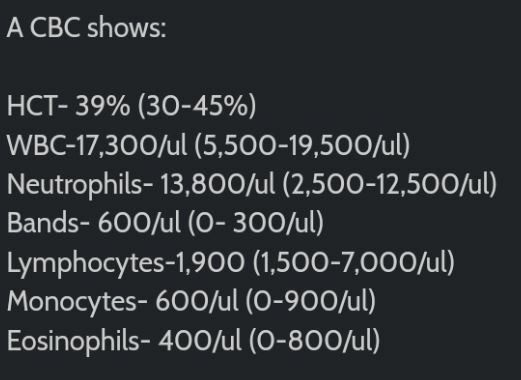 A CBC shows:
HCT- 39% (30-45%)
WBC-17,300/ul (5,500-19,500/ul)
Neutrophils- 13,800/ul (2,500-12,500/ul)
Bands- 600/ul (0- 300/ul)
Lymphocytes-1,900 (1,500-7,000/ul)
Monocytes- 600/ul (0-900/ul)
Eosinophils- 400/ul (0-800/ul)